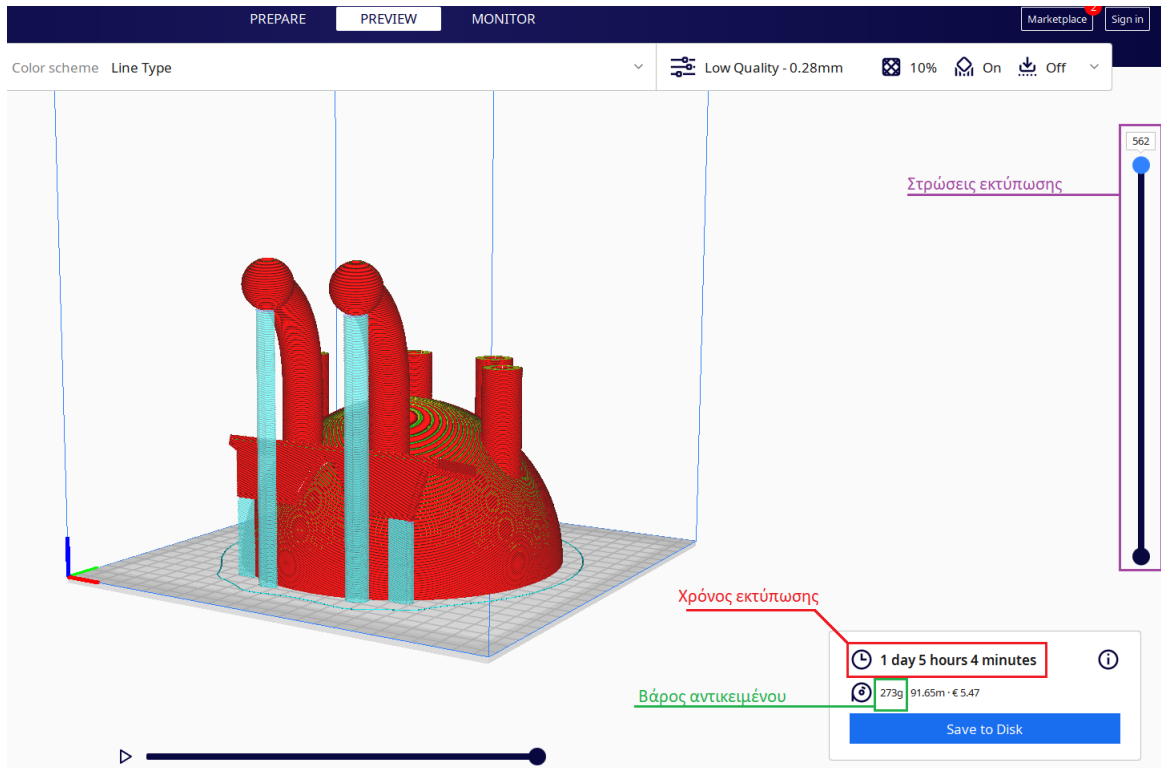 PREPARE PREVIEW MONITOR Marketplace 2 Sign in
Color scheme Line Type Low Quality - 0.28mm 10% On Off
562
Στρώσεις εκτύπωσης
Χρόνος εκτύπωσης
1 day 5 hours 4 minutes
Βάρος αντικειμένου
273g 91.65m · € 5.47
Save to Disk